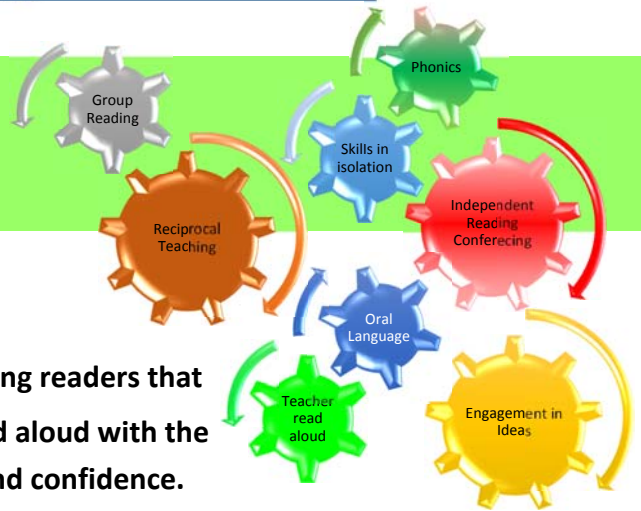 Phonics
Group
Reading
Skills in
isolation
Independent
Reading
Conferecing
Reciprocal
Teaching
Oral
Language
ng readers that
Teacher
read
aloud
Engagement in
Ideas
d aloud with the
nd confidence.